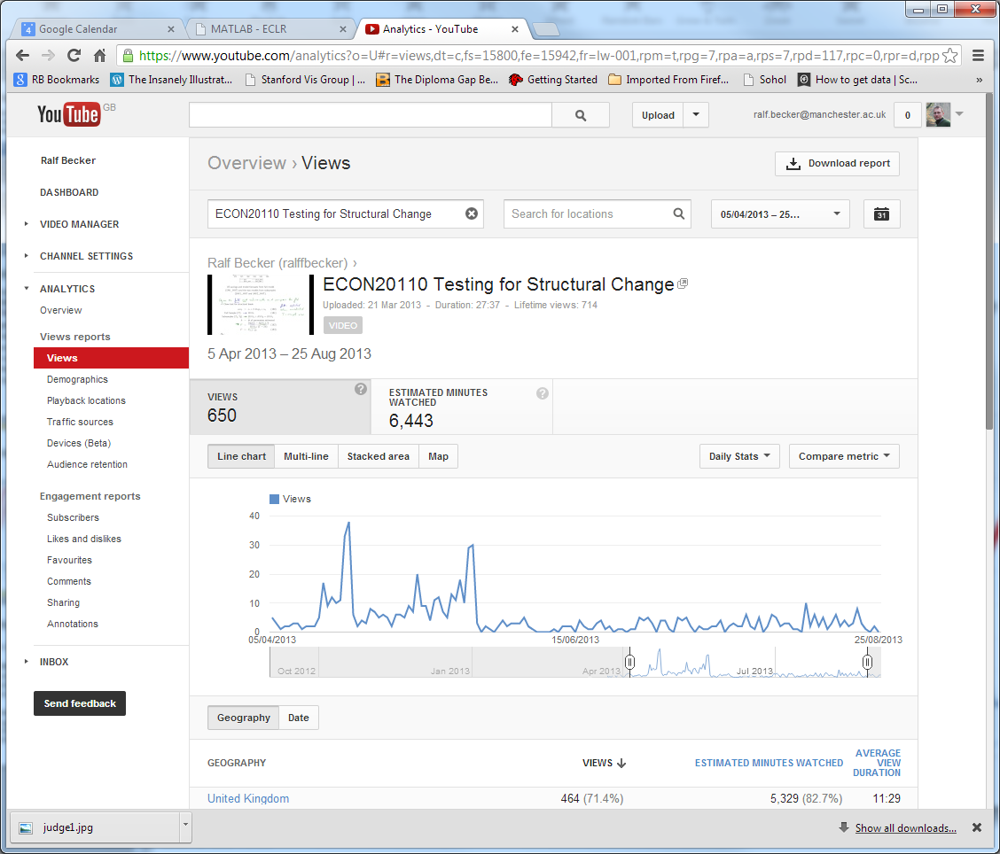 Google Calendar
MATLAB - ECLR
Analytics - YouTube
https://www.youtube.com/analytics?o=U#r=views,dt=c,fs=15800,fe=15942,fr=lw-001,rpm=t,rpg=7,rpa=a,rps=7,rpd=117,rpc=0,rpr=d,rpp
RB Bookmarks
The Insanely Illustrat...
Stanford Vis Group | ...
The Diploma Gap Be...
Getting Started
Imported From Firef...
Sohol
How to get data | Sc...
»
YouTube GB
Upload
ralf.becker@manchester.ac.uk
0
Ralf Becker
DASHBOARD
VIDEO MANAGER
CHANNEL SETTINGS
ANALYTICS
Overview
Views reports
Views
Demographics
Playback locations
Traffic sources
Devices (Beta)
Audience retention
Engagement reports
Subscribers
Likes and dislikes
Favourites
Comments
Sharing
Annotations
INBOX
Send feedback
Overview › Views
Download report
ECON20110 Testing for Structural Change
Search for locations
05/04/2013 – 25...
31
Ralf Becker (ralffbecker) ›
ECON20110 Testing for Structural Change
Uploaded: 21 Mar 2013 - Duration: 27:37 - Lifetime views: 714
VIDEO
5 Apr 2013 – 25 Aug 2013
VIEWS
650
?
ESTIMATED MINUTES
WATCHED
6,443
?
Line chart
Multi-line
Stacked area
Map
Daily Stats
Compare metric
Views
40
30
20
10
0
05/04/2013
15/06/2013
25/08/2013
Oct 2012
Jan 2013
Apr 2013
Jul 2013
Geography
Date
GEOGRAPHY
VIEWS
ESTIMATED MINUTES WATCHED
AVERAGE
VIEW
DURATION
United Kingdom
464 (71.4%)
5,329 (82.7%)
11:29
judge1.jpg
Show all downloads...